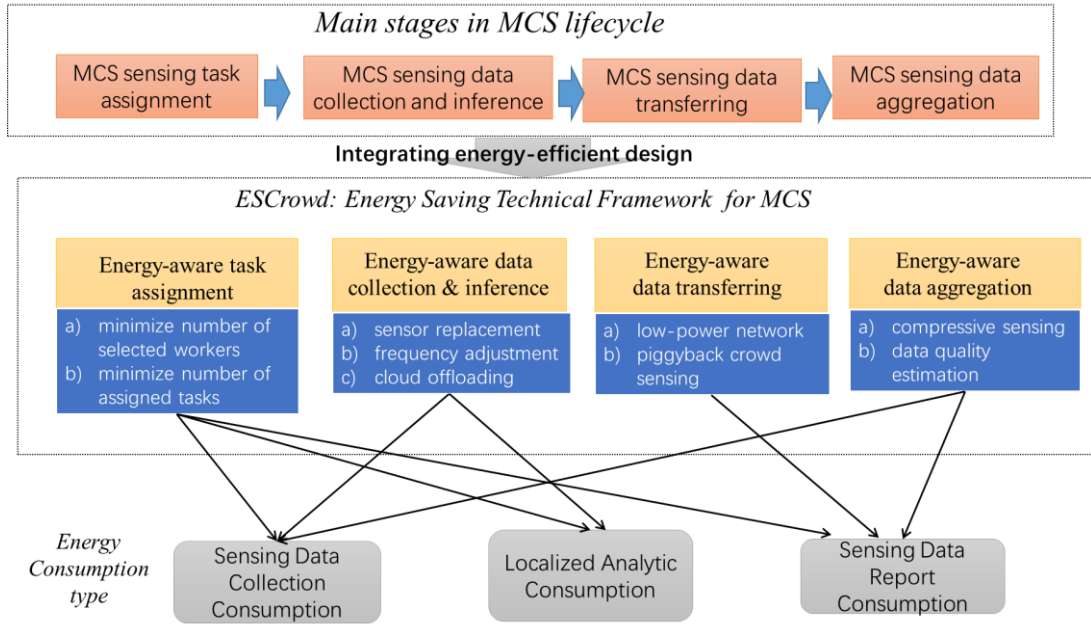 Main stages in MCS lifecycle
MCS sensing task
assignment
MCS sensing data
collection and inference
MCS sensing data
transferring
MCS sensing data
aggregation
Integrating energy-efficient design
ESCrowd: Energy Saving Technical Framework for MCS
Energy-aware task
assignment
a) minimize number of
selected workers
b) minimize number of
assigned tasks
Energy-aware data
collection & inference
a) sensor replacement
b) frequency adjustment
c) cloud offloading
Energy-aware
data transferring
a) low-power network
b) piggyback crowd
sensing
Energy-aware
data aggregation
a) compressive sensing
b) data quality
estimation
Energy
Consumption
type
Sensing Data
Collection
Consumption
Localized Analytic
Consumption
Sensing Data
Report
Consumption